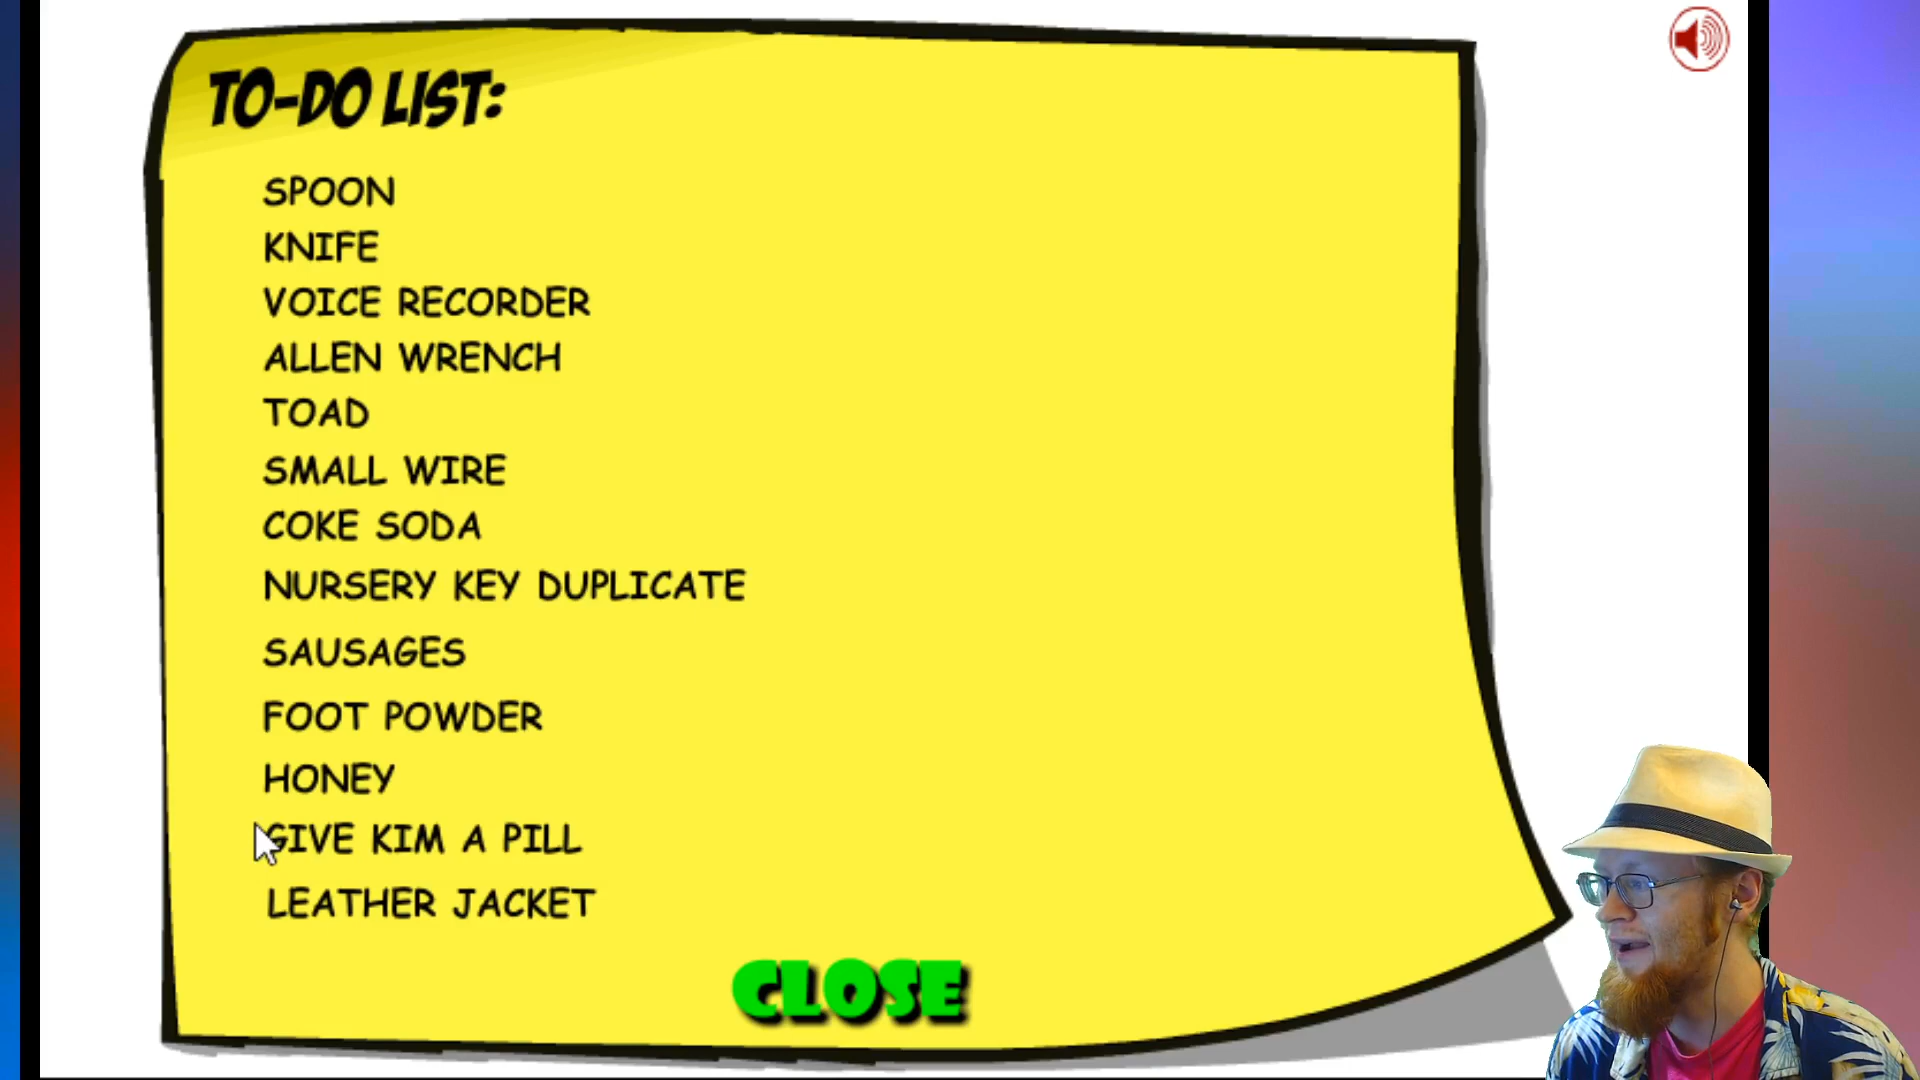 TO-DO LIST:
SPOON
KNIFE
VOICE RECORDER
ALLEN WRENCH
TOAD
SMALL WIRE
COKE SODA
NURSERY KEY DUPLICATE
SAUSAGES
FOOT POWDER
HONEY
GIVE KIM A PILL
LEATHER JACKET
CLOSE